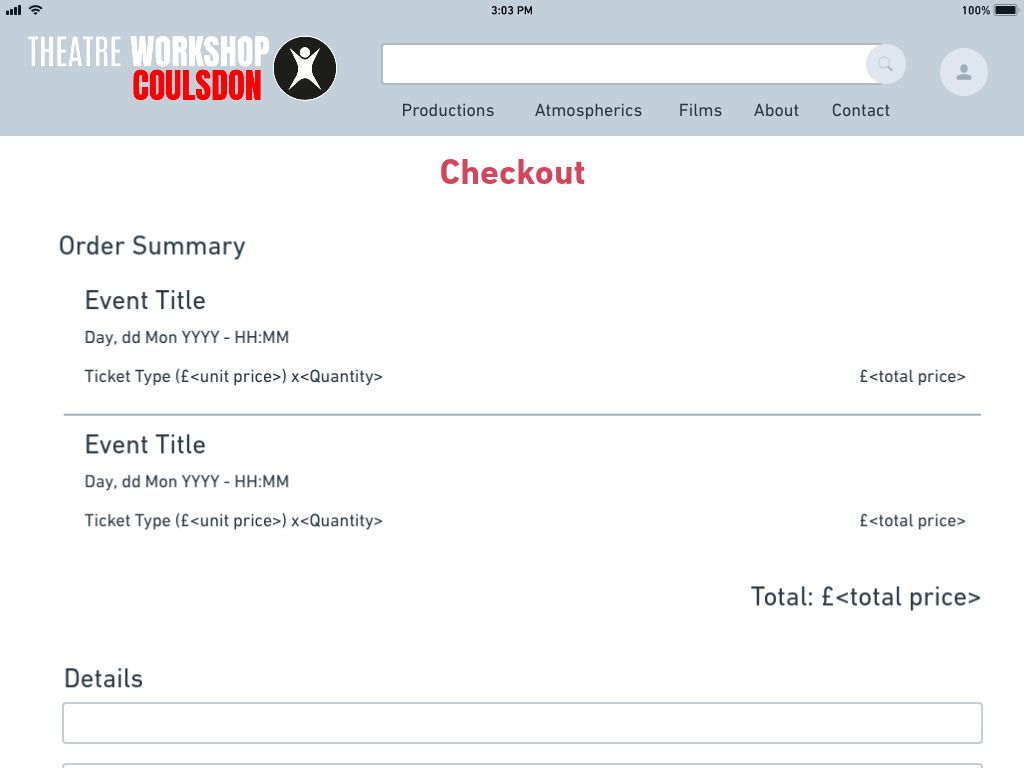 3:03 PM
100%
THEATRE WORKSHOP
COULSDON
Productions Atmospherics Films About Contact
Checkout
Order Summary
Event Title
Day, dd Mon YYYY - HH:MM
Ticket Type (£<unit price>) x<Quantity> £<total price>
Event Title
Day, dd Mon YYYY - HH:MM
Ticket Type (£<unit price>) x<Quantity> £<total price>
Total: £<total price>
Details